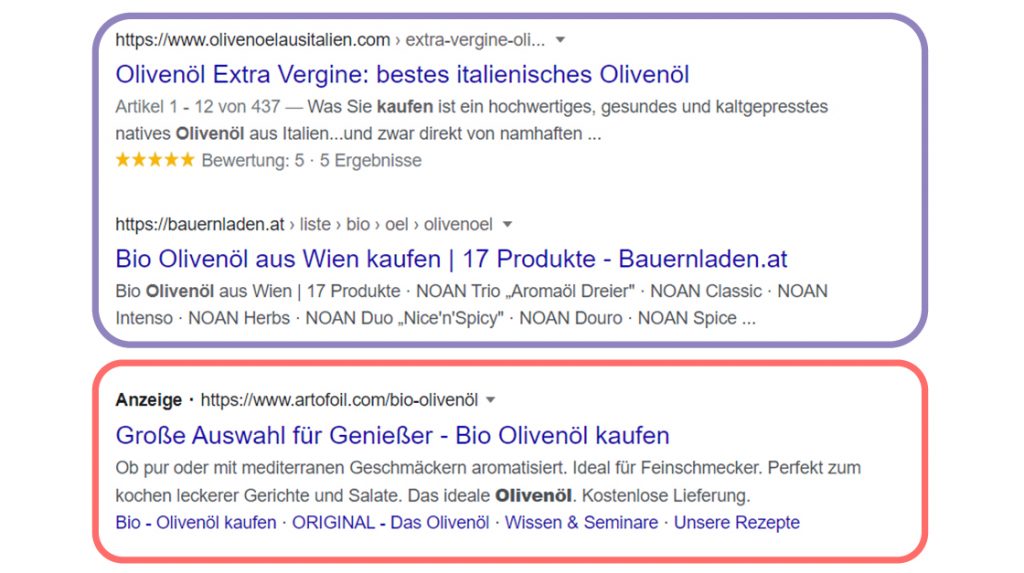 https://www.olivenoelausitalien.com › extra-vergine-oli...
Olivenöl Extra Vergine: bestes italienisches Olivenöl
Artikel 1 - 12 von 437 — Was Sie kaufen ist ein hochwertiges, gesundes und kaltgepresstes
natives Olivenöl aus Italien...und zwar direkt von namhaften ...
★★★★★ Bewertung: 5 · 5 Ergebnisse
https://bauernladen.at › liste › bio › oel › olivenoel
Bio Olivenöl aus Wien kaufen | 17 Produkte - Bauernladen.at
Bio Olivenöl aus Wien | 17 Produkte · NOAN Trio „Aromaöl Dreier" · NOAN Classic · NOAN
Intenso · NOAN Herbs · NOAN Duo „Nice'n'Spicy" · NOAN Douro · NOAN Spice ...
Anzeige · https://www.artofoil.com/bio-olivenöl
Große Auswahl für Genießer - Bio Olivenöl kaufen
Ob pur oder mit mediterranen Geschmäckern aromatisiert. Ideal für Feinschmecker. Perfekt zum
kochen leckerer Gerichte und Salate. Das ideale Olivenöl. Kostenlose Lieferung.
Bio - Olivenöl kaufen · ORIGINAL - Das Olivenöl · Wissen & Seminare · Unsere Rezepte